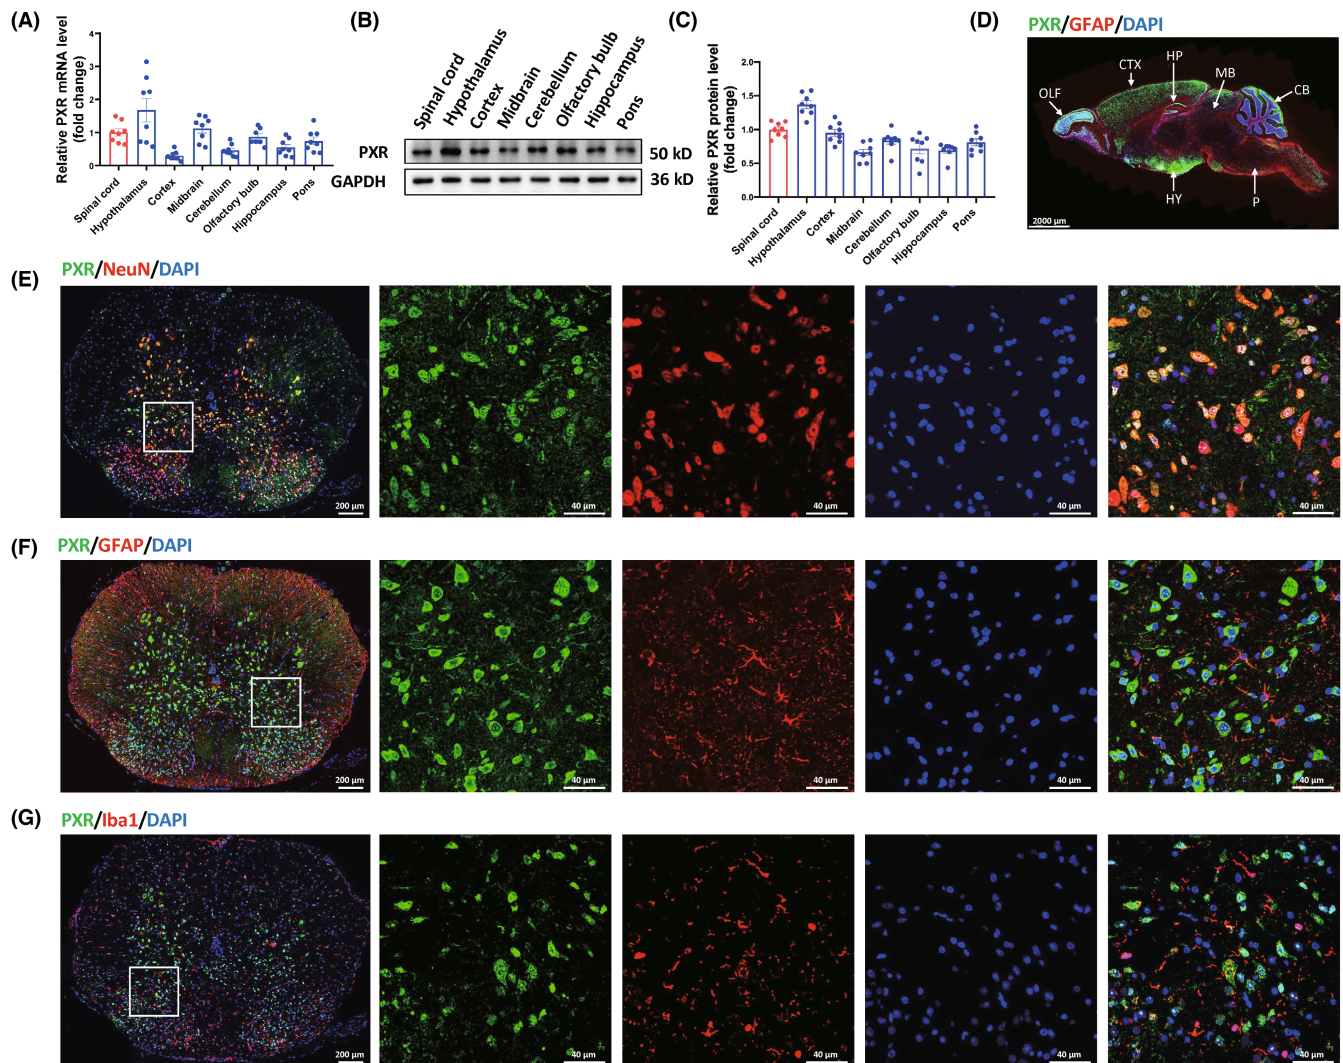 (A)
Relative PXR mRNA level
(fold change)
4
3
2
1
0
Spinal cord
Hypothalamus
Cortex
Midbrain
Cerebellum
Olfactory bulb
Hippocampus
Pons
(B)
Spinal cord
Hypothalamus
Cortex
Midbrain
Cerebellum
Olfactory bulb
Hippocampus
Pons
PXR
50 kD
GAPDH
36 kD
(C)
Relative PXR protein level
(fold change)
2.0
1.5
1.0
0.5
0.0
Spinal cord
Hypothalamus
Cortex
Midbrain
Cerebellum
Olfactory bulb
Hippocampus
Pons
(D)
PXR/GFAP/DAPI
OLF
CTX
HP
MB
CB
HY
P
2000 μm
(E)
PXR/NeuN/DAPI
200 μm
40 μm
40 μm
40 μm
40 μm
(F)
PXR/GFAP/DAPI
200 μm
40 μm
40 μm
40 μm
40 μm
(G)
PXR/Iba1/DAPI
200 μm
40 μm
40 μm
40 μm
40 μm